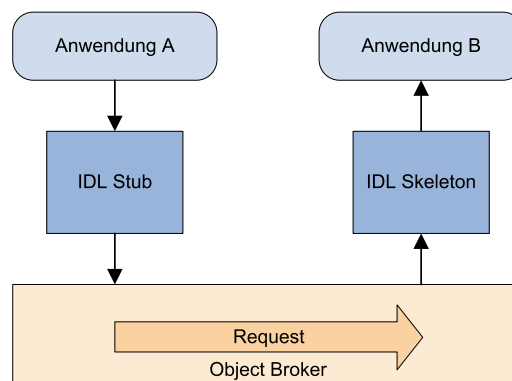 Anwendung A
Anwendung B
IDL Stub
IDL Skeleton
Request
Object Broker